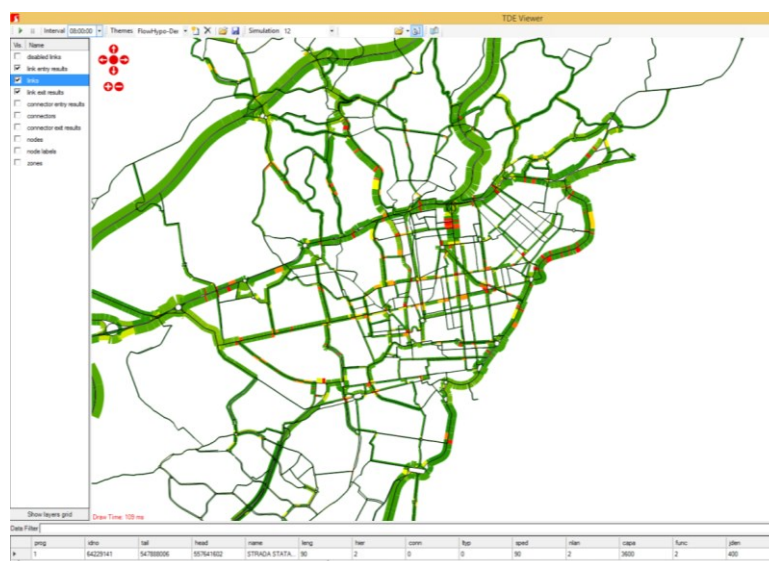 TDE Viewer
Interval 08:00:00 Themes FlowHypo-Der Simulation 12
Vis. Name
disabled links
link entry results
links
link exit results
connector entry results
connectors
connector exit results
nodes
node labels
zones
Show layers grid
Draw Time: 109 ms
Data Filter
prog idno tail head name leng hier conn ltyp sped nlan capa func jden
1 64229141 547888006 557641602 STRADA STATA... 90 2 0 0 90 2 3600 2 400